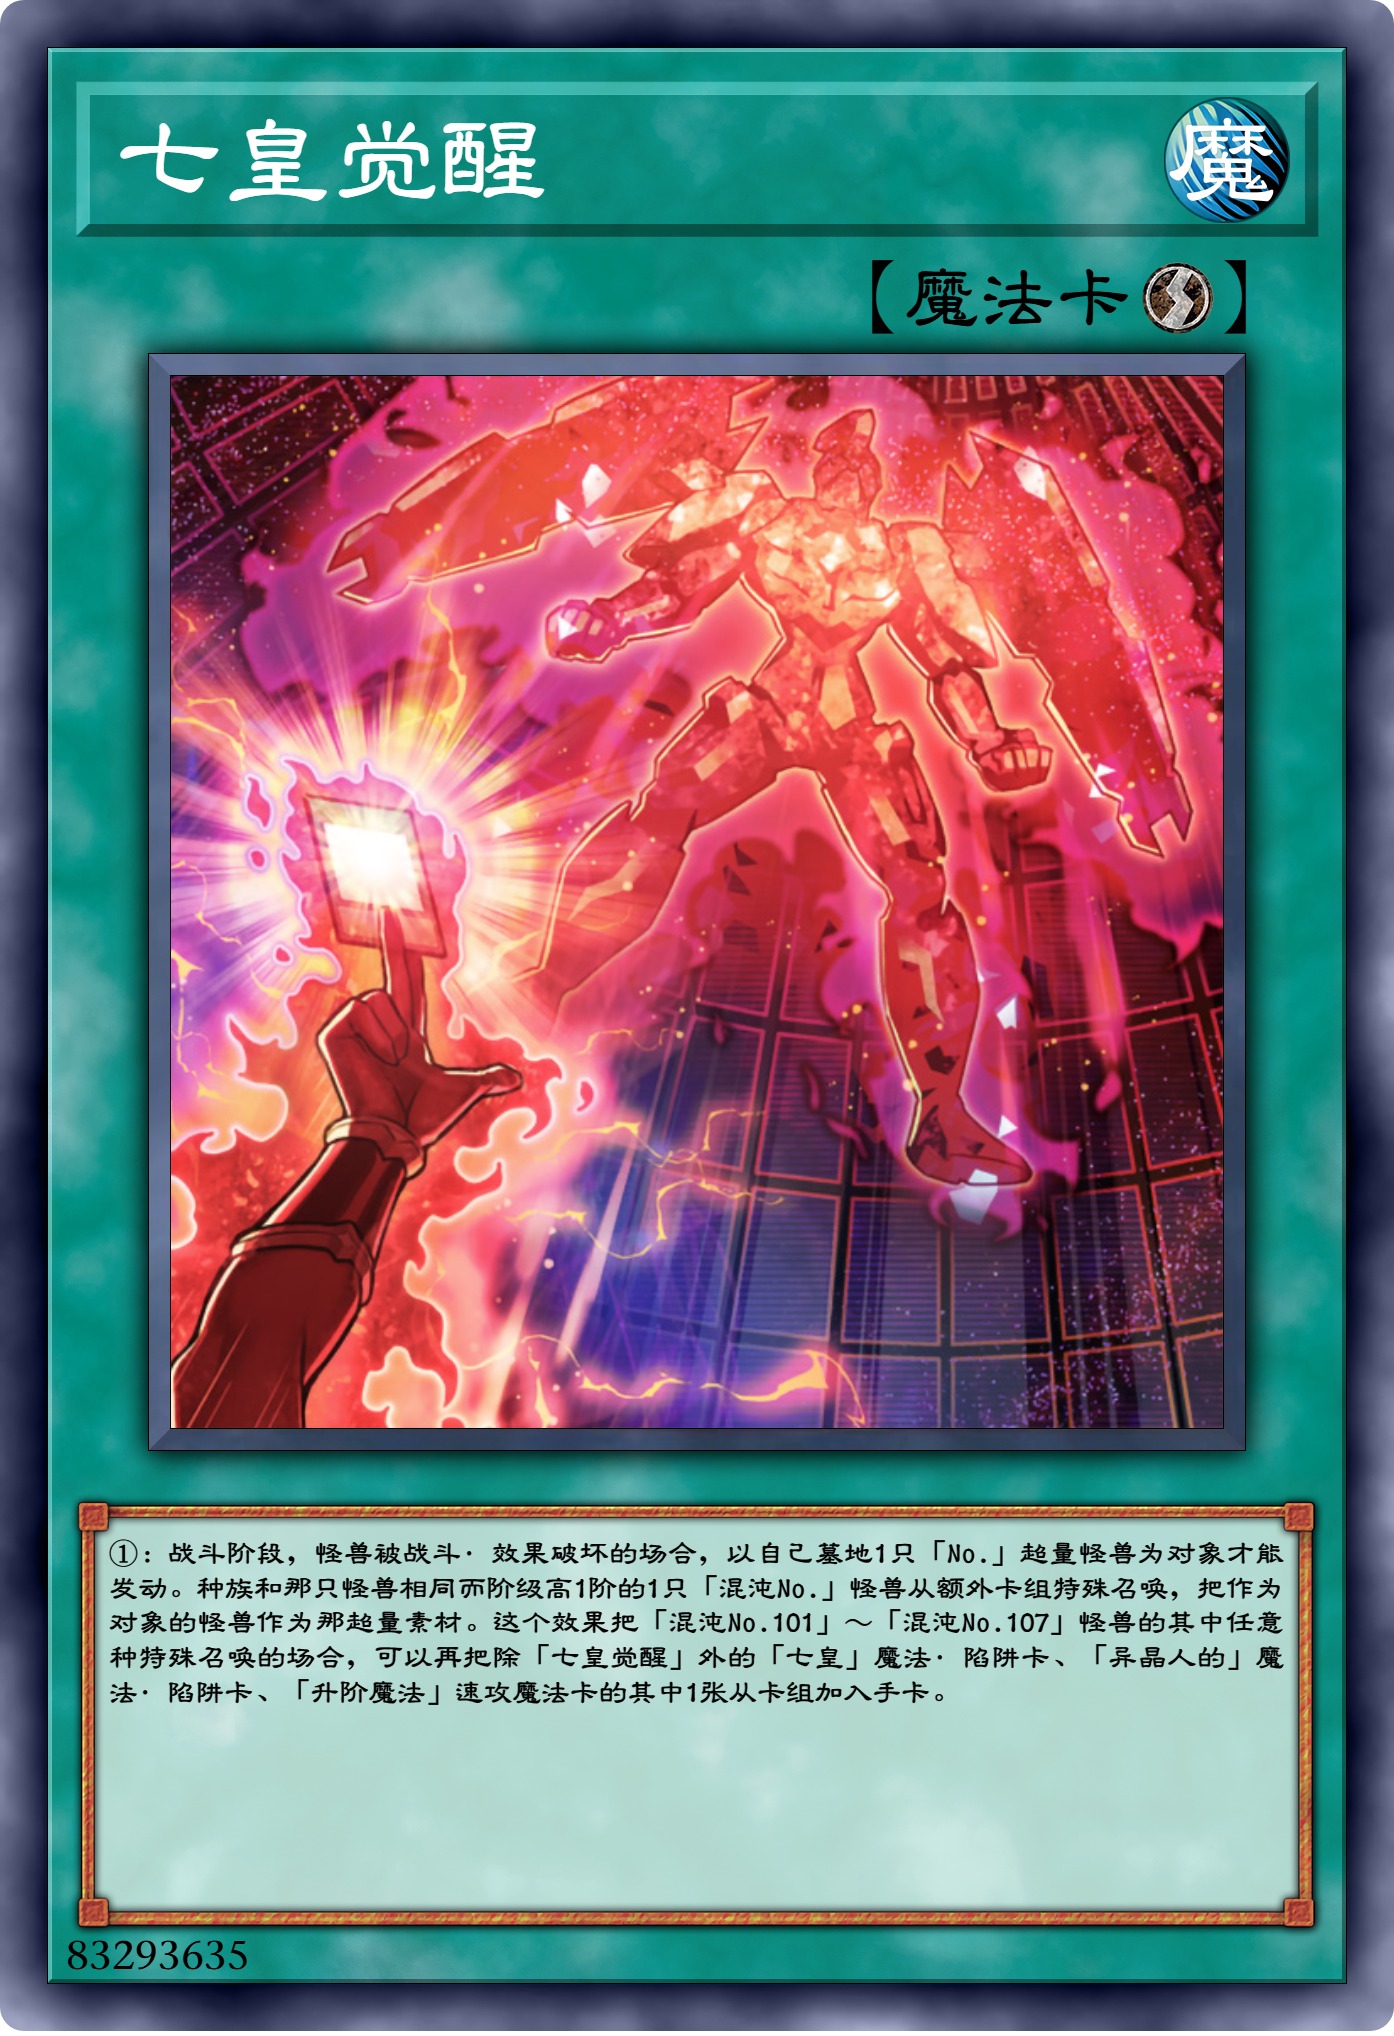 七皇觉醒
魔
【魔法卡】
①：战斗阶段，怪兽被战斗·效果破坏的场合，以自己墓地1只「No.」超量怪兽为对象才能
发动。种族和那只怪兽相同而阶级高1阶的1只「混沌No.」怪兽从额外卡组特殊召唤，把作为
对象的怪兽作为那超量素材。这个效果把「混沌No.101」～「混沌No.107」怪兽的其中任意
种特殊召唤的场合，可以再把除「七皇觉醒」外的「七皇」魔法·陷阱卡、「异晶人的」魔
法·陷阱卡、「升阶魔法」速攻魔法卡的其中1张从卡组加入手卡。
83293635